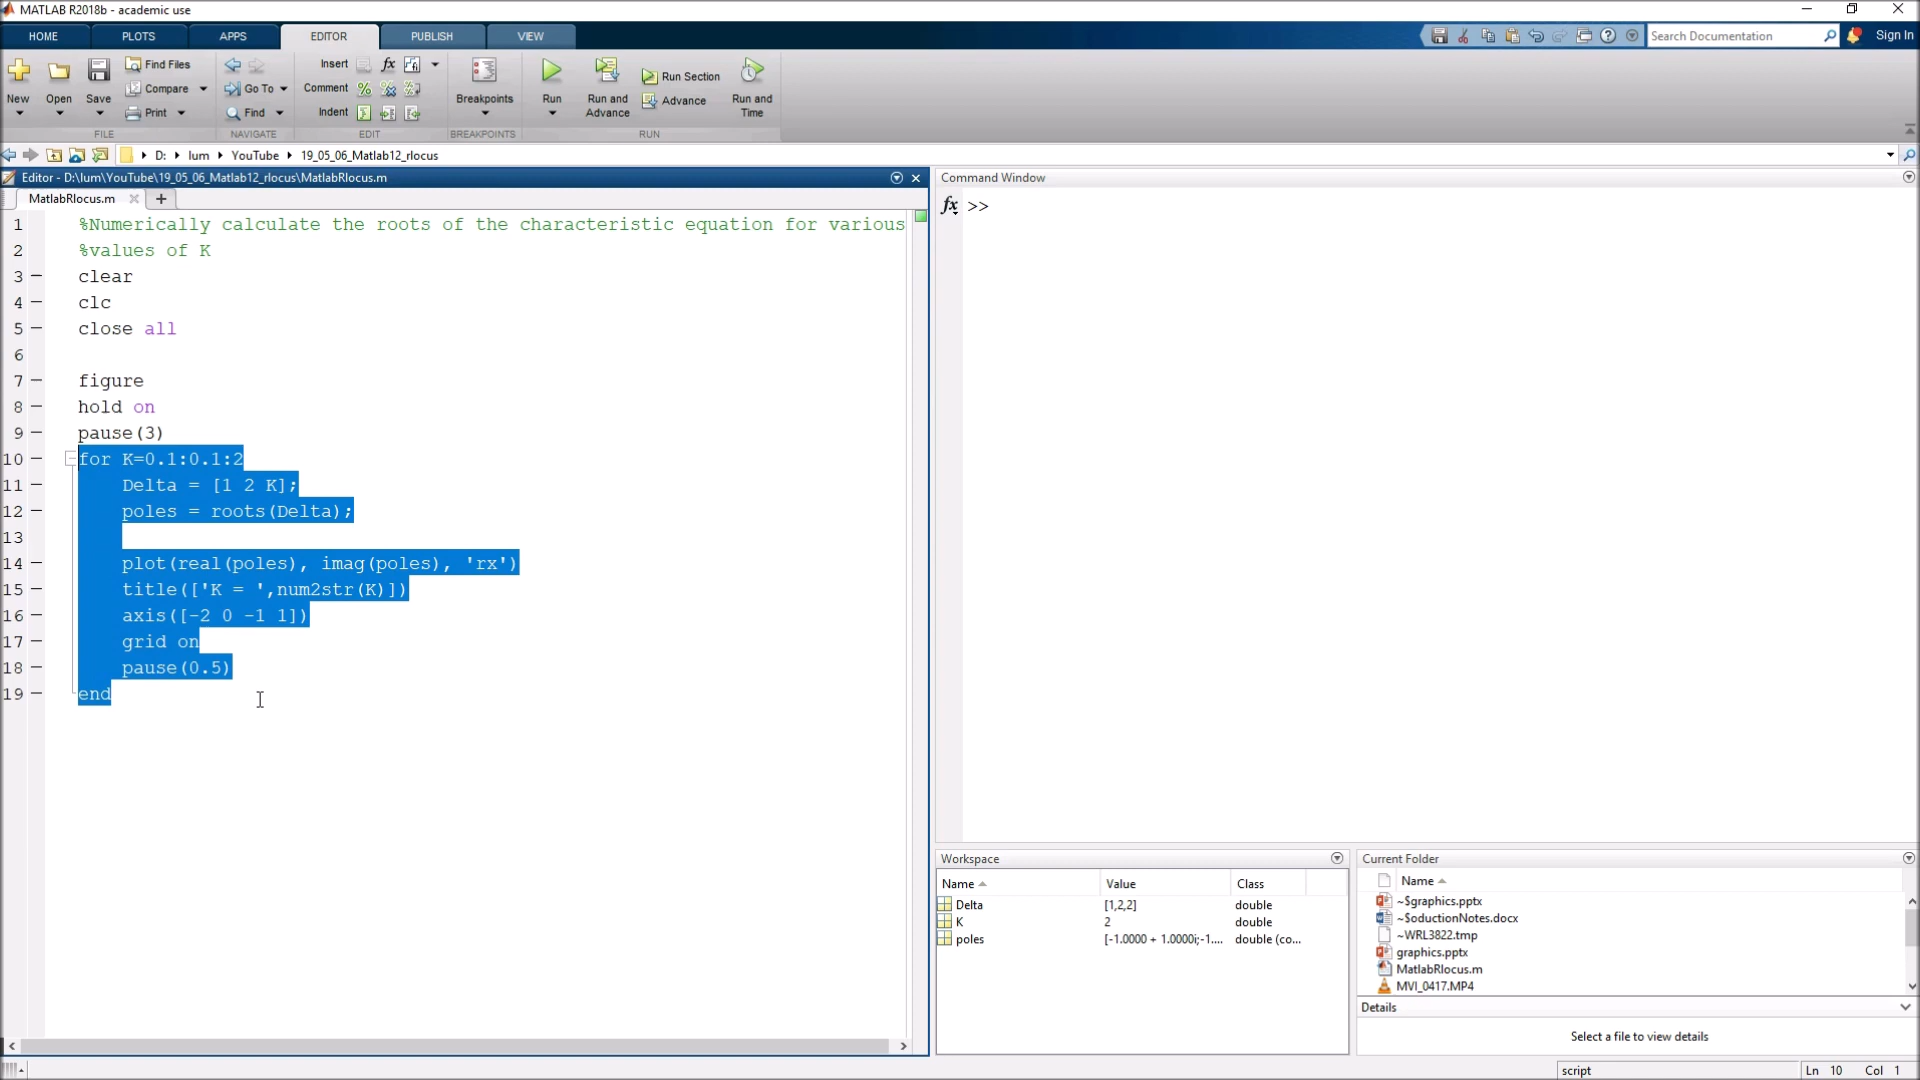 MATLAB R2018b - academic use
HOME PLOTS APPS EDITOR PUBLISH VIEW
Search Documentation
Sign In
New
Open
Save
Find Files
Compare
Print
FILE
Go To
Find
NAVIGATE
Insert
Comment
Indent
EDIT
Breakpoints
BREAKPOINTS
Run
Run and Advance
Run Section
Advance
Run and Time
RUN
D: lum YouTube 19_05_06_Matlab12_rlocus
Editor - D:\lum\YouTube\19_05_06_Matlab12_rlocus\MatlabRlocus.m
MatlabRlocus.m
1 %Numerically calculate the roots of the characteristic equation for various
2 %values of K
3 clear
4 clc
5 close all
6
7 figure
8 hold on
9 pause(3)
10 for K=0.1:0.1:2
11 Delta = [1 2 K];
12 poles = roots(Delta);
13
14 plot(real(poles), imag(poles), 'rx')
15 title(['K = ',num2str(K)])
16 axis([-2 0 -1 1])
17 grid on
18 pause(0.5)
19 end
Command Window
fx >>
Workspace
Name Value Class
Delta [1,2,2] double
K 2 double
poles [-1.0000 + 1.0000i;-1.... double (co...
Current Folder
Name
~$graphics.pptx
~$oductionNotes.docx
~WRL3822.tmp
graphics.pptx
MatlabRlocus.m
MVI_0417.MP4
Details
Select a file to view details
script Ln 10 Col 1